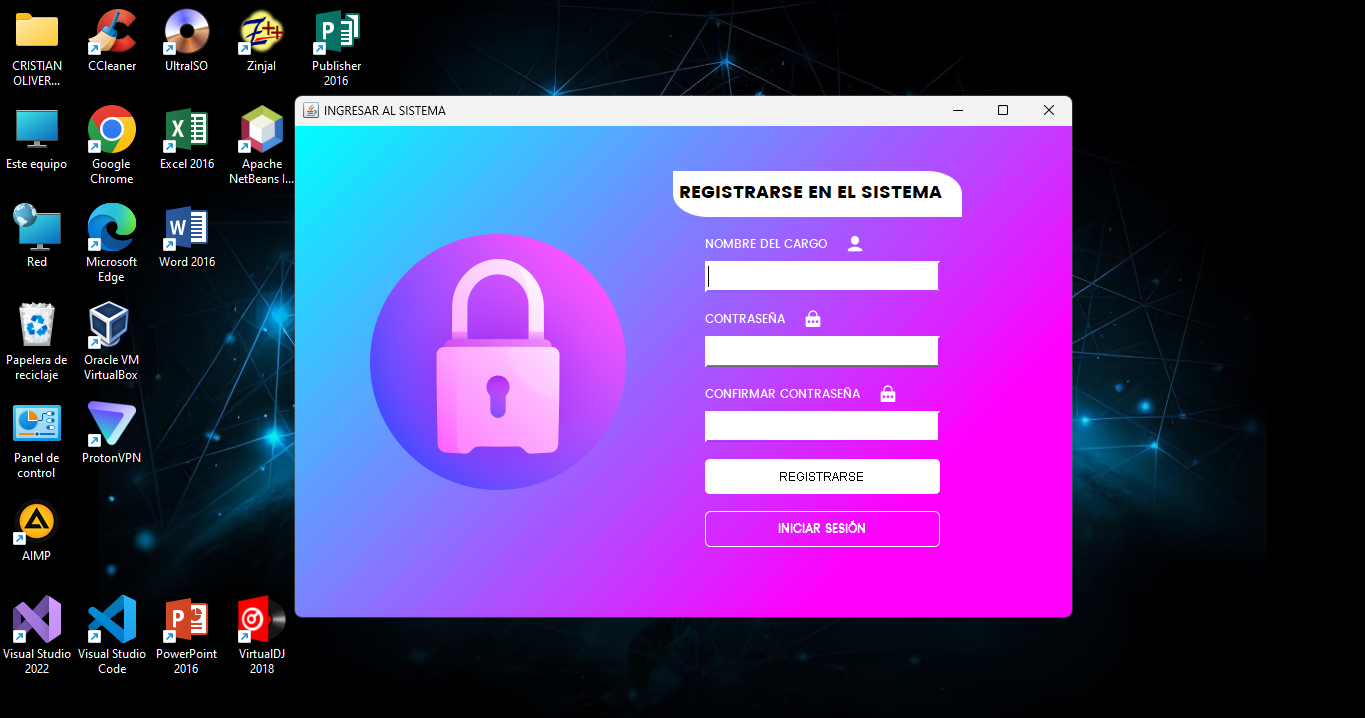 CRISTIAN
OLIVER...
CCleaner
UltraISO
Zinjal
Publisher
2016
Este equipo
Google
Chrome
Excel 2016
Apache
NetBeans I...
Red
Microsoft
Edge
Word 2016
Papelera de
reciclaje
Oracle VM
VirtualBox
Panel de
control
ProtonVPN
AIMP
Visual Studio
2022
Visual Studio
Code
PowerPoint
2016
VirtualDJ
2018
INGRESAR AL SISTEMA
REGISTRARSE EN EL SISTEMA
NOMBRE DEL CARGO
CONTRASEÑA
CONFIRMAR CONTRASEÑA
REGISTRARSE
INICIAR SESIÓN